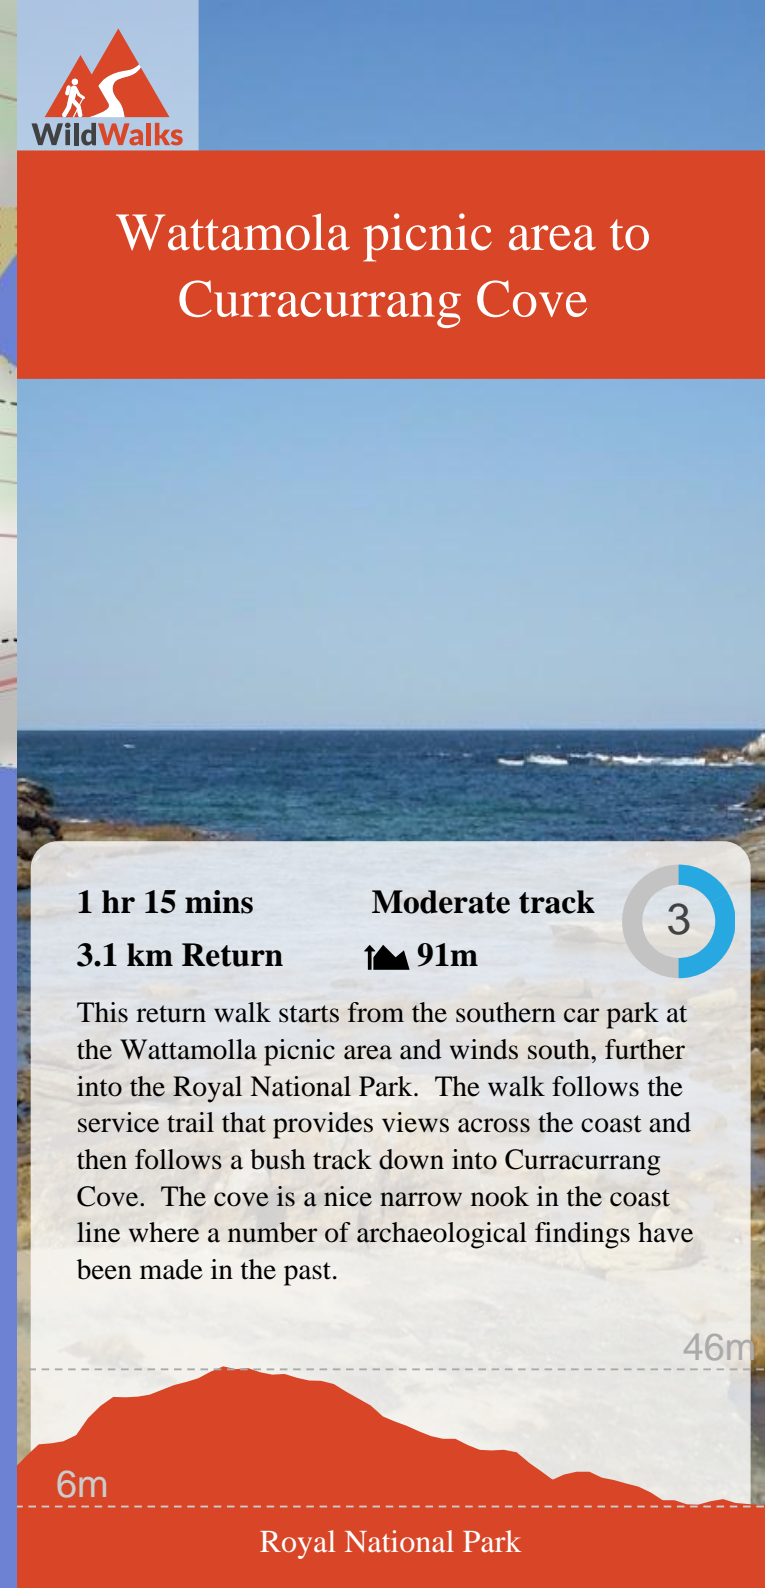 WildWalks
Wattamola picnic area to
Curracurrang Cove
1 hr 15 mins
Moderate track
3
3.1 km Return
91m
This return walk starts from the southern car park at
the Wattamolla picnic area and winds south, further
into the Royal National Park.  The walk follows the
service trail that provides views across the coast and
then follows a bush track down into Curracurrang
Cove.  The cove is a nice narrow nook in the coast
line where a number of archaeological findings have
been made in the past.
46m
6m
Royal National Park